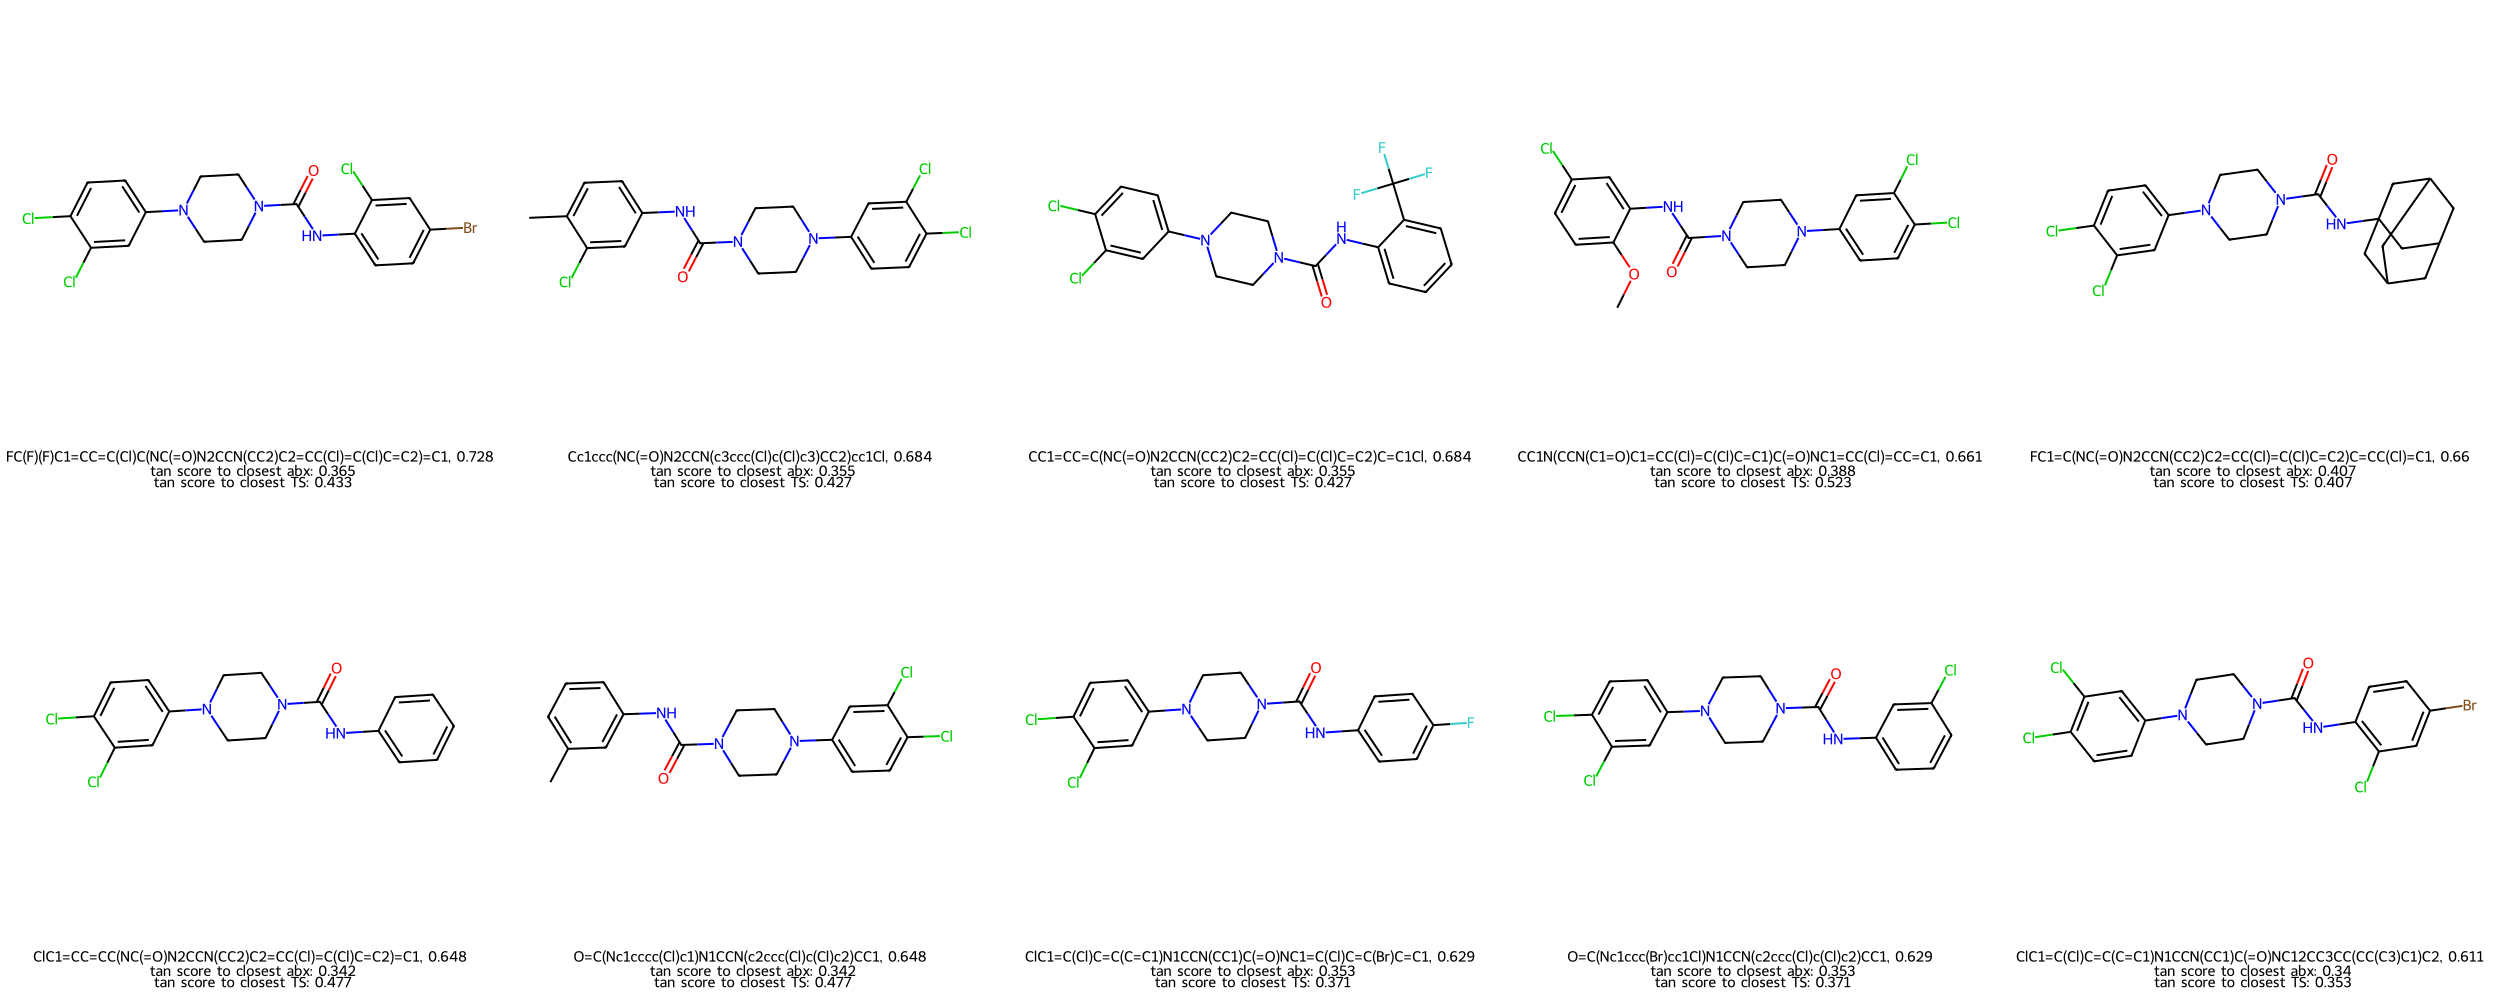 Cl
Cl
N
N
O
HN
Cl
Br
Cl
NH
O
N
N
Cl
Cl
Cl
Cl
N
N
O
H
N
F
F
F
Cl
O
NH
O
N
N
Cl
Cl
Cl
Cl
N
N
O
HN
FC(F)(F)C1=CC=C(Cl)C(NC(=O)N2CCN(CC2)C2=CC(Cl)=C(Cl)C=C2)=C1, 0.728
tan score to closest abx: 0.365
tan score to closest TS: 0.433
Cc1ccc(NC(=O)N2CCN(c3ccc(Cl)c(Cl)c3)CC2)cc1Cl, 0.684
tan score to closest abx: 0.355
tan score to closest TS: 0.427
CC1=CC=C(NC(=O)N2CCN(CC2)C2=CC(Cl)=C(Cl)C=C2)C=C1Cl, 0.684
tan score to closest abx: 0.355
tan score to closest TS: 0.427
CC1N(CCN(C1=O)C1=CC(Cl)=C(Cl)C=C1)C(=O)NC1=CC(Cl)=CC=C1, 0.661
tan score to closest abx: 0.388
tan score to closest TS: 0.523
FC1=C(NC(=O)N2CCN(CC2)C2=CC(Cl)=C(Cl)C=C2)C=CC(Cl)=C1, 0.66
tan score to closest abx: 0.407
tan score to closest TS: 0.407
Cl
Cl
N
N
O
HN
NH
O
N
N
Cl
Cl
Cl
Cl
N
N
O
HN
F
Cl
Cl
N
N
O
HN
Cl
Cl
Cl
N
N
O
HN
Cl
Br
ClC1=CC=CC(NC(=O)N2CCN(CC2)C2=CC(Cl)=C(Cl)C=C2)=C1, 0.648
tan score to closest abx: 0.342
tan score to closest TS: 0.477
O=C(Nc1cccc(Cl)c1)N1CCN(c2ccc(Cl)c(Cl)c2)CC1, 0.648
tan score to closest abx: 0.342
tan score to closest TS: 0.477
ClC1=C(Cl)C=C(C=C1)N1CCN(CC1)C(=O)NC1=C(Cl)C=C(Br)C=C1, 0.629
tan score to closest abx: 0.353
tan score to closest TS: 0.371
O=C(Nc1ccc(Br)cc1Cl)N1CCN(c2ccc(Cl)c(Cl)c2)CC1, 0.629
tan score to closest abx: 0.353
tan score to closest TS: 0.371
ClC1=C(Cl)C=C(C=C1)N1CCN(CC1)C(=O)NC12CC3CC(CC(C3)C1)C2, 0.611
tan score to closest abx: 0.34
tan score to closest TS: 0.353